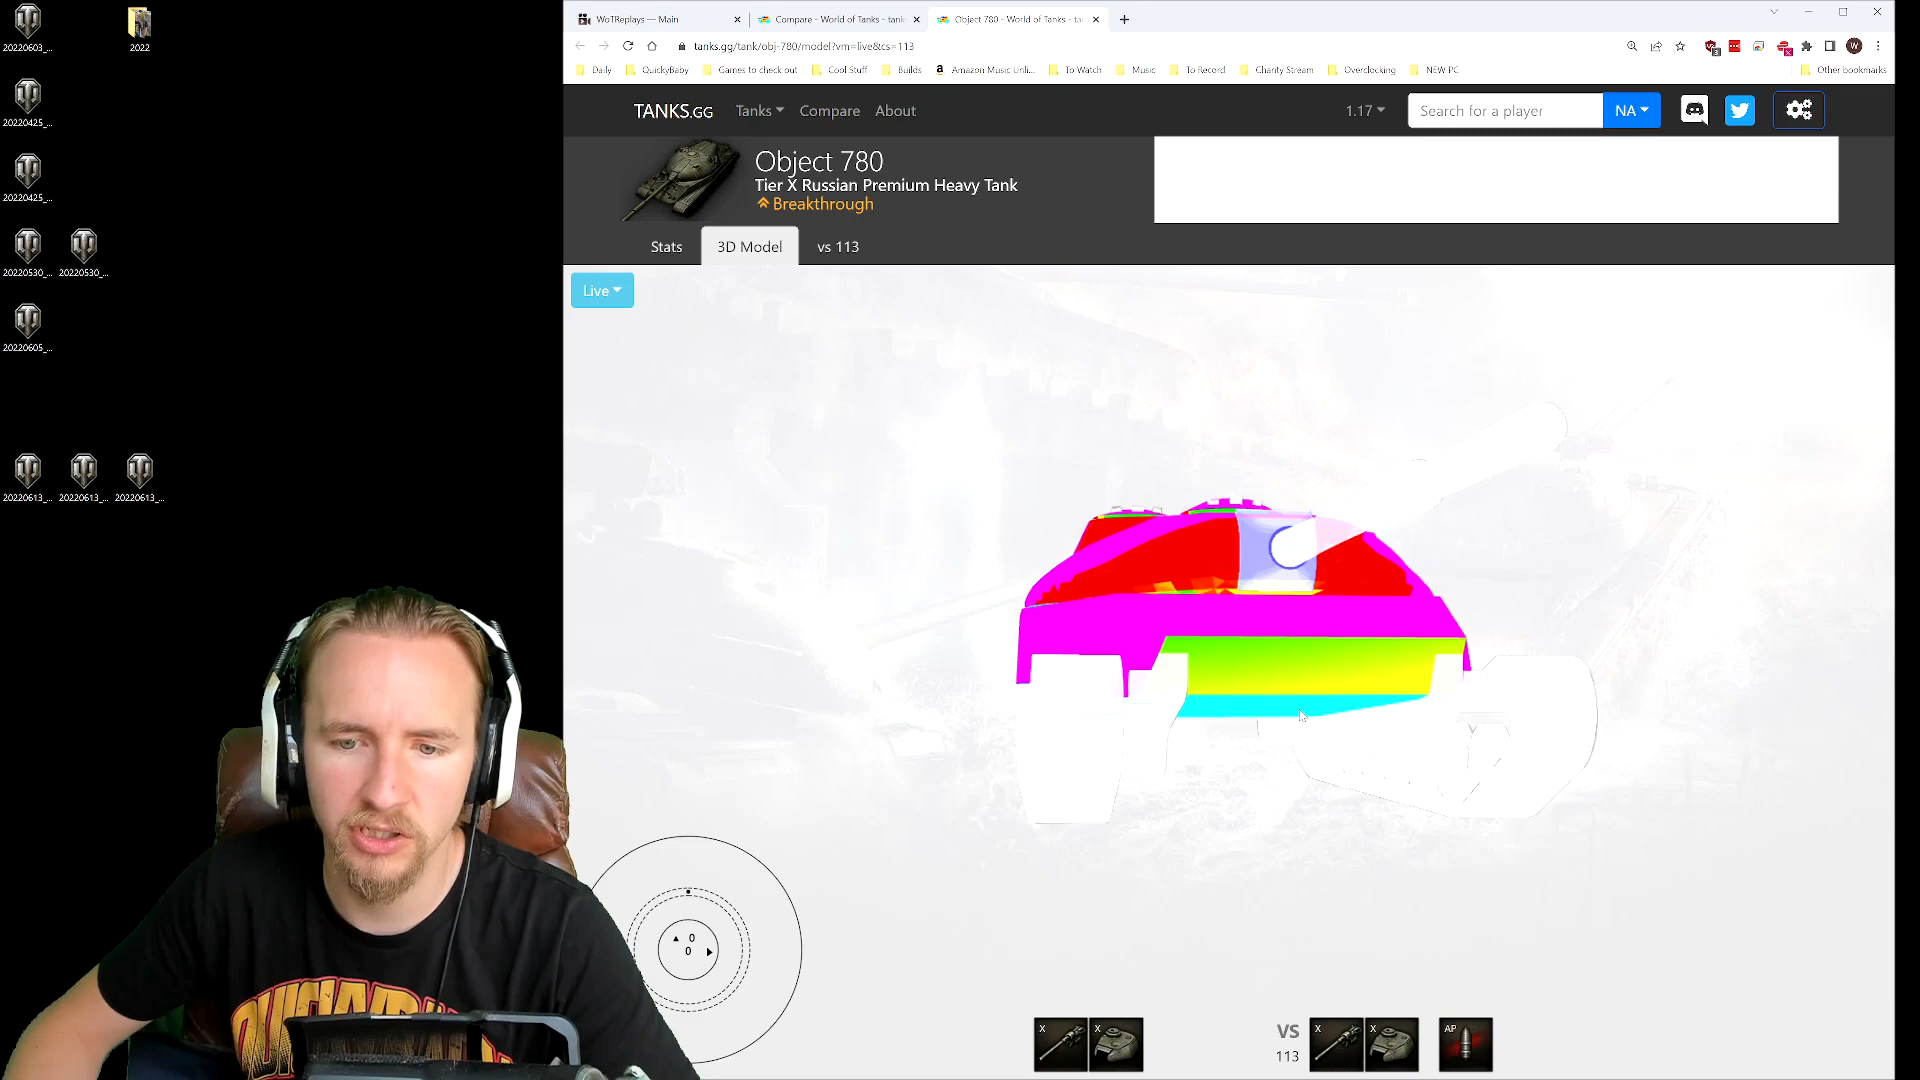 20220603_...
2022
20220425_...
20220425_...
20220530_...
20220530_...
20220605_...
20220613_...
20220613_...
20220613_...
WoTReplays — Main
Compare - World of Tanks - tank
Object 780 - World of Tanks - ta
tanks.gg/tank/obj-780/model?vm=live&cs=113
W
Daily
QuickyBaby
Games to check out
Cool Stuff
Builds
Amazon Music Unli...
To Watch
Music
To Record
Charity Stream
Overclocking
NEW PC
Other bookmarks
TANKS.GG
Tanks
Compare
About
1.17
Search for a player
NA
Object 780
Tier X Russian Premium Heavy Tank
Breakthrough
Stats
3D Model
vs 113
Live
0
0
X
X
VS
113
X
X
AP